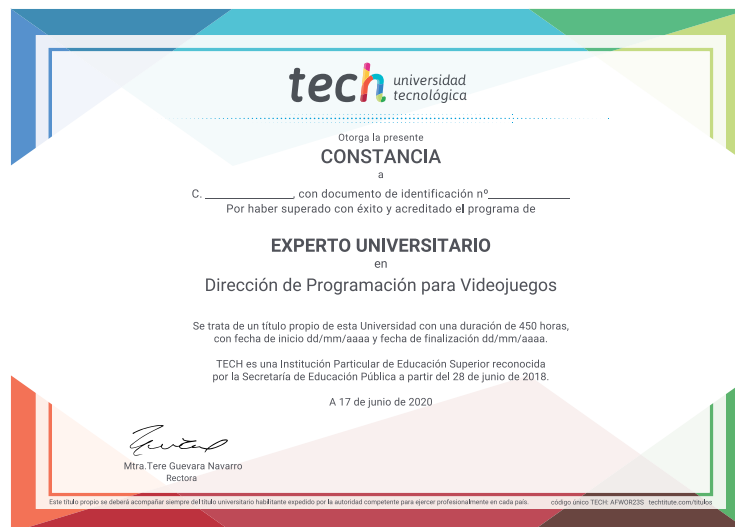 tech universidad
tecnológica
Otorga la presente
CONSTANCIA
a
C. ______________, con documento de identificación nº______________
Por haber superado con éxito y acreditado el programa de
EXPERTO UNIVERSITARIO
en
Dirección de Programación para Videojuegos
Se trata de un título propio de esta Universidad con una duración de 450 horas,
con fecha de inicio dd/mm/aaaa y fecha de finalización dd/mm/aaaa.
TECH es una Institución Particular de Educación Superior reconocida
por la Secretaría de Educación Pública a partir del 28 de junio de 2018.
A 17 de junio de 2020
Mtra.Tere Guevara Navarro
Rectora
Este título propio se deberá acompañar siempre del título universitario habilitante expedido por la autoridad competente para ejercer profesionalmente en cada país. código único TECH: AFWOR23S techtitute.com/titulos